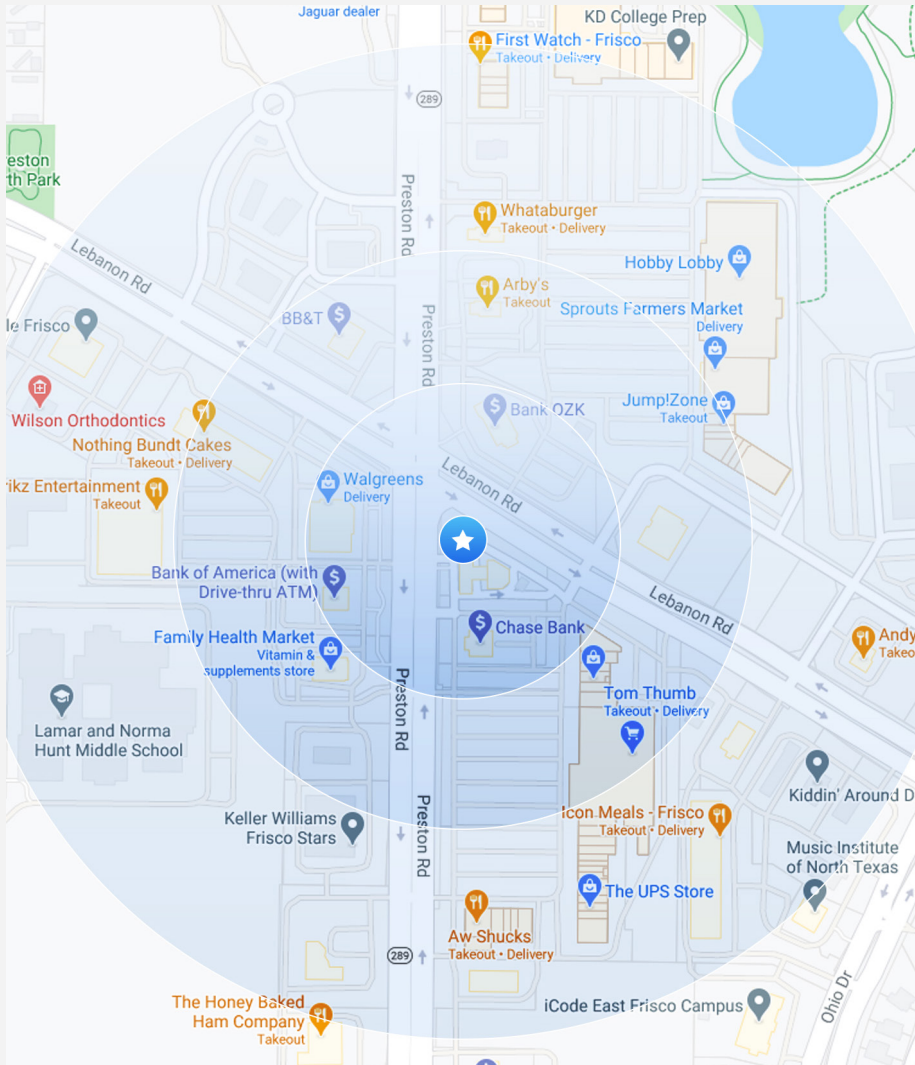 Jaguar dealer
KD College Prep
First Watch - Frisco
Takeout • Delivery
289
Preston Rd
eston
th Park
Whataburger
Takeout • Delivery
Lebanon Rd
Hobby Lobby
Arby's
Takeout
Sprouts Farmers Market
Delivery
BB&T
le Frisco
Preston Rd
Jump!Zone
Takeout
Bank OZK
Wilson Orthodontics
Nothing Bundt Cakes
Takeout • Delivery
Walgreens
Delivery
Lebanon Rd
rikz Entertainment
Takeout
Bank of America (with
Drive-thru ATM)
Lebanon Rd
Chase Bank
Family Health Market
Vitamin &
supplements store
Andy
Takeo
Tom Thumb
Takeout • Delivery
Preston Rd
Lamar and Norma
Hunt Middle School
Kiddin' Around D
Keller Williams
Frisco Stars
Preston Rd
Icon Meals - Frisco
Takeout • Delivery
Music Institute
of North Texas
The UPS Store
Aw Shucks
Takeout • Delivery
289
Ohio Dr
The Honey Baked
Ham Company
Takeout
iCode East Frisco Campus